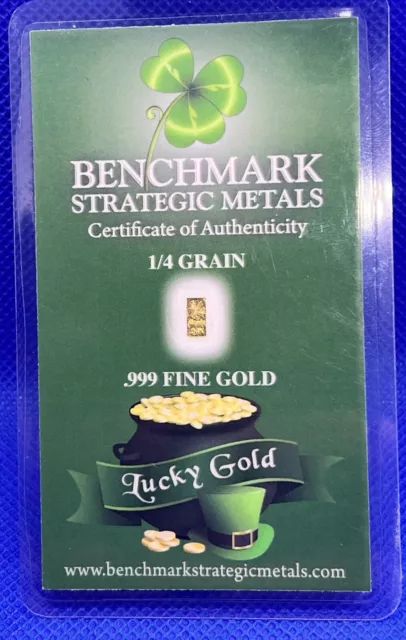 BENCHMARK
STRATEGIC METALS
Certificate of Authenticity
1/4 GRAIN
.999 FINE GOLD
Lucky Gold
www.benchmarkstrategicmetals.com